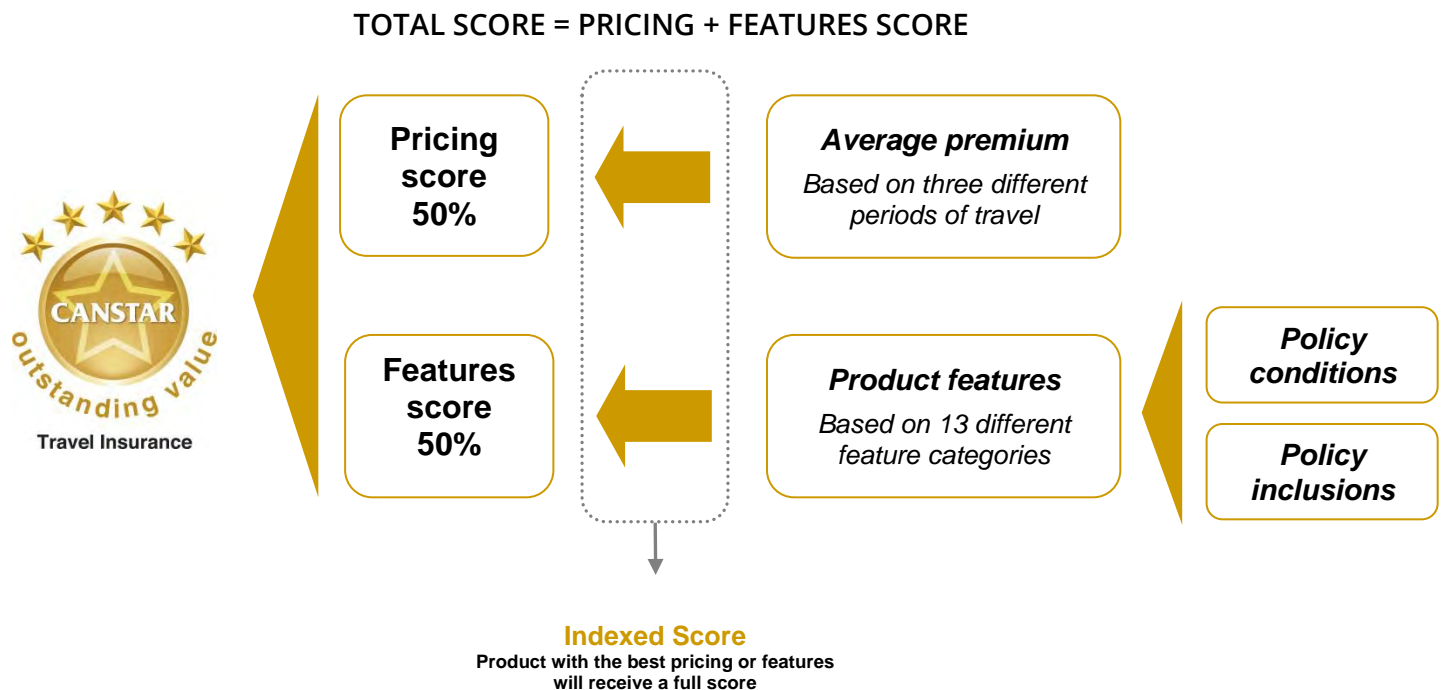 TOTAL SCORE = PRICING + FEATURES SCORE
Pricing
score
50%
Average premium
Based on three different
periods of travel
CANSTAR
outstanding value
Travel Insurance
Features
score
50%
Product features
Based on 13 different
feature categories
Policy
conditions
Policy
inclusions
Indexed Score
Product with the best pricing or features
will receive a full score